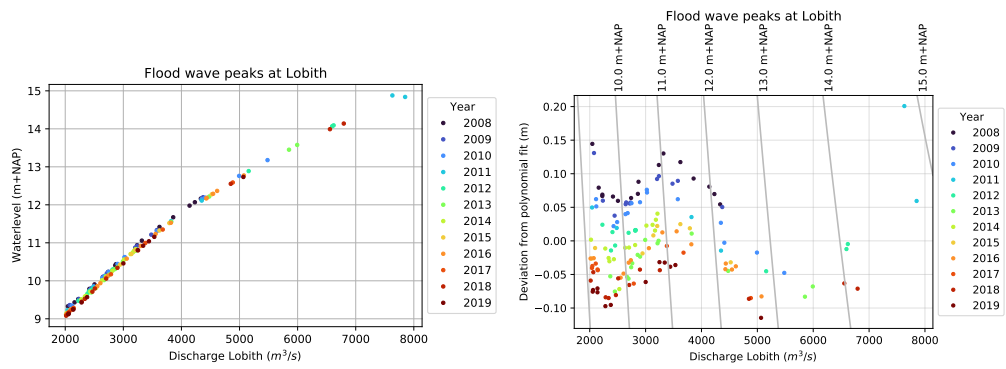 Flood wave peaks at Lobith
Waterlevel (m+NAP)
15
14
13
12
11
10
9
2000 3000 4000 5000 6000 7000 8000
Discharge Lobith (m³/s)
Year
2008
2009
2010
2011
2012
2013
2014
2015
2016
2017
2018
2019
Flood wave peaks at Lobith
10.0 m+NAP
11.0 m+NAP
12.0 m+NAP
13.0 m+NAP
14.0 m+NAP
15.0 m+NAP
Deviation from polynomial fit (m)
0.20
0.15
0.10
0.05
0.00
−0.05
−0.10
2000 3000 4000 5000 6000 7000 8000
Discharge Lobith (m³/s)
Year
2008
2009
2010
2011
2012
2013
2014
2015
2016
2017
2018
2019